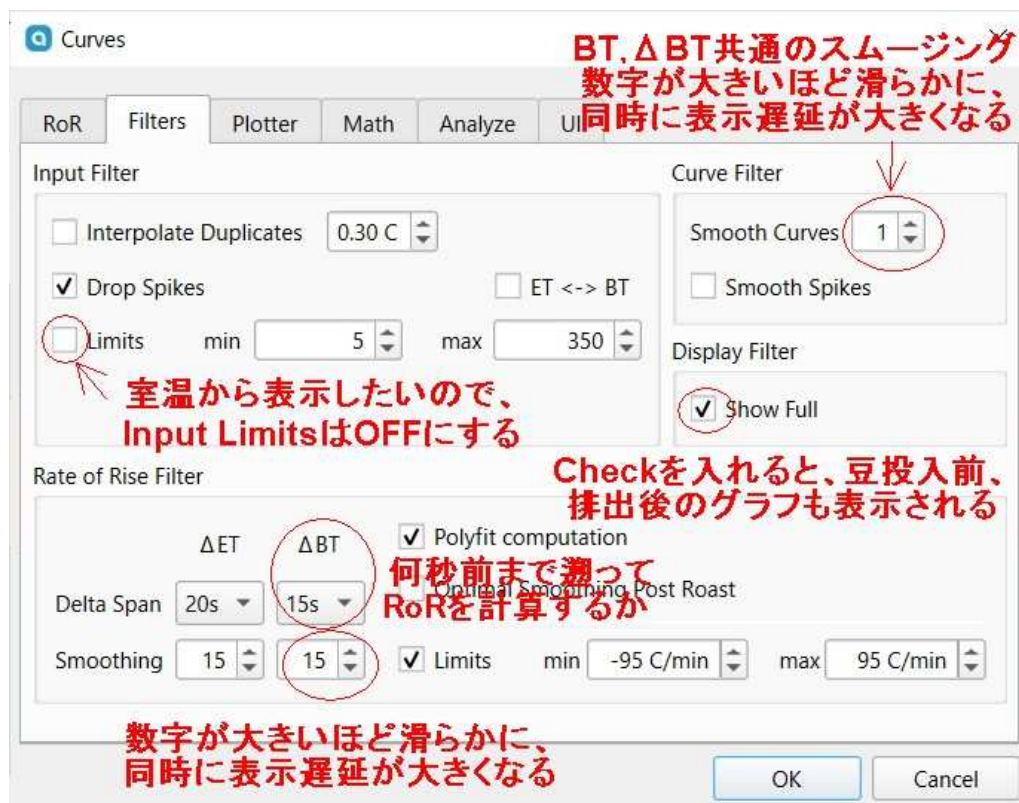 Curves
BT,ΔBT共通のスムージング
数字が大きいほど滑らかに、
同時に表示遅延が大きくなる
RoR Filters Plotter Math Analyze UI
Input Filter
Curve Filter
Interpolate Duplicates 0.30 C
Smooth Curves 1
Drop Spikes ET <-> BT
Smooth Spikes
Limits min 5 max 350
Display Filter
室温から表示したいので、
Input LimitsはOFFにする
Show Full
Checkを入れると、豆投入前、
排出後のグラフも表示される
Rate of Rise Filter
ΔET ΔBT Polyfit computation
何秒前まで遡って
RoRを計算するか
Optimal Smoothing Post Roast
Delta Span 20s 15s
Smoothing 15 15 Limits min -95 C/min max 95 C/min
数字が大きいほど滑らかに、
同時に表示遅延が大きくなる
OK Cancel